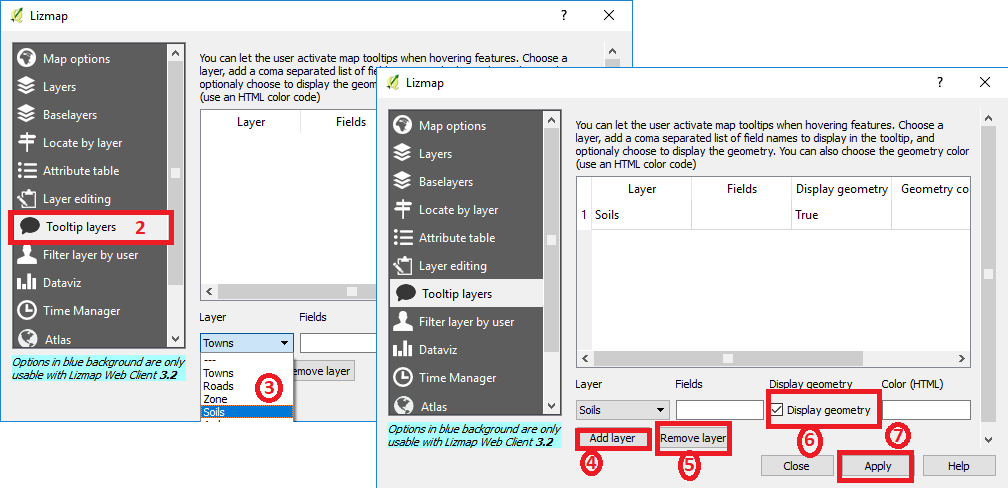 Lizmap
Map options
Layers
Baselayers
Locate by layer
Attribute table
Layer editing
Tooltip layers 2
Filter layer by user
Dataviz
Time Manager
Atlas
Options in blue background are only
usable with Lizmap Web Client 3.2
You can let the user activate map tooltips when hovering features. Choose a
layer, add a coma separated list of fie
optionaly choose to display the geome
(use an HTML color code)
Layer Fields
Layer Fields
Towns
---
Towns
Roads
Zone
Soils
3
emove layer
Lizmap
Map options
Layers
Baselayers
Locate by layer
Attribute table
Layer editing
Tooltip layers
Filter layer by user
Dataviz
Time Manager
Atlas
Options in blue background are only
usable with Lizmap Web Client 3.2
You can let the user activate map tooltips when hovering features. Choose a
layer, add a coma separated list of field names to display in the tooltip, and
optionaly choose to display the geometry. You can also choose the geometry color
(use an HTML color code)
Layer Fields Display geometry Geometry co
1 Soils True
Layer Fields Display geometry Color (HTML)
Soils Display geometry
Add layer Remove layer
4 5 6 7
Close Apply Help